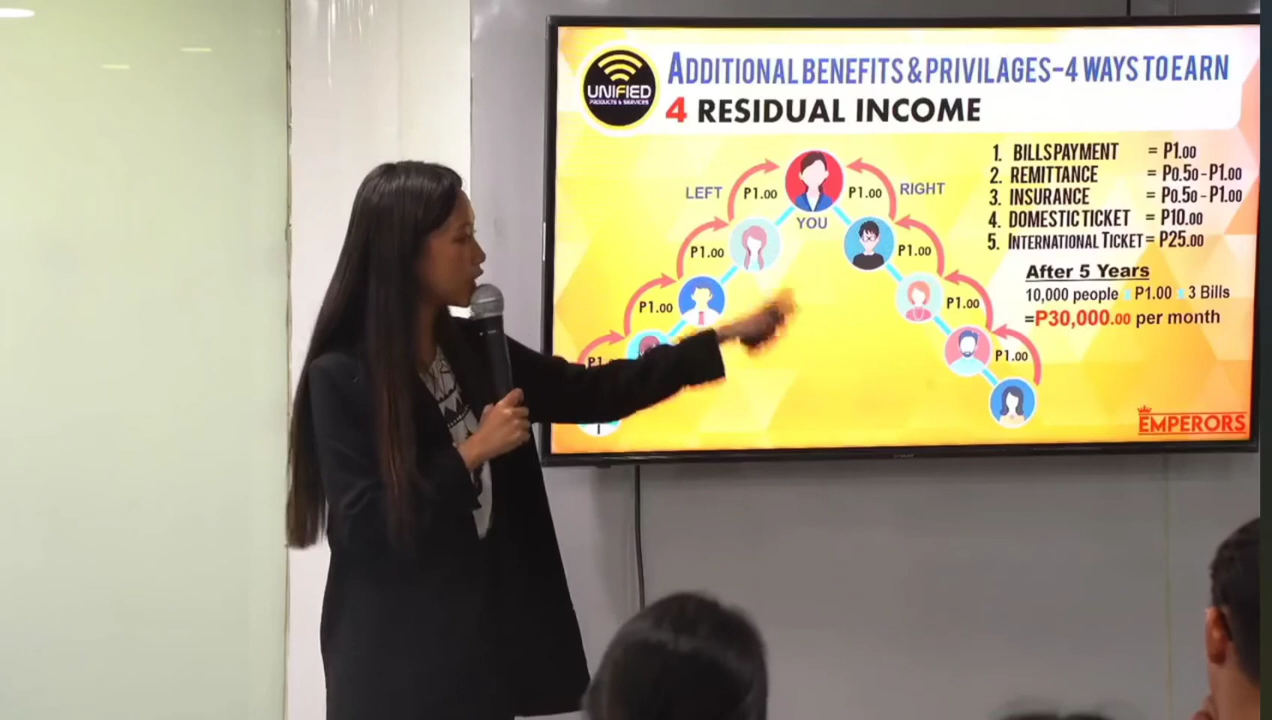 UNIFIED
PRODUCTS & SERVICES
ADDITIONAL BENEFITS & PRIVILAGES-4 WAYS TO EARN
4 RESIDUAL INCOME
LEFT
P1.00
P1.00
RIGHT
YOU
P1.00
P1.00
P1.00
P1.00
P1.00
1. BILLS PAYMENT = P1.00
2. REMITTANCE = P0.50 - P1.00
3. INSURANCE = P0.50 - P1.00
4. DOMESTIC TICKET = P10.00
5. INTERNATIONAL TICKET = P25.00
After 5 Years
10,000 people x P1.00 x 3 Bills
=P30,000.00 per month
EMPERORS